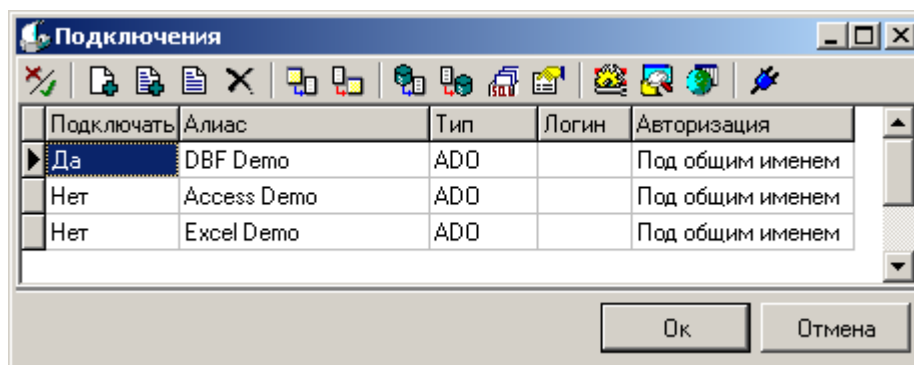 Подключения
Подключать Алиас Тип Логин Авторизация
Да DBF Demo ADO Под общим именем
Нет Access Demo ADO Под общим именем
Нет Excel Demo ADO Под общим именем
Ок Отмена